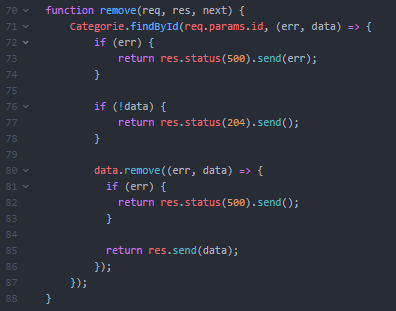 70 function remove(req, res, next) {
71     Categorie.findById(req.params.id, (err, data) => {
72         if (err) {
73             return res.status(500).send(err);
74         }
75
76         if (!data) {
77             return res.status(204).send();
78         }
79
80         data.remove((err, data) => {
81           if (err) {
82             return res.status(500).send();
83           }
84
85           return res.send(data);
86         });
87     });
88 }